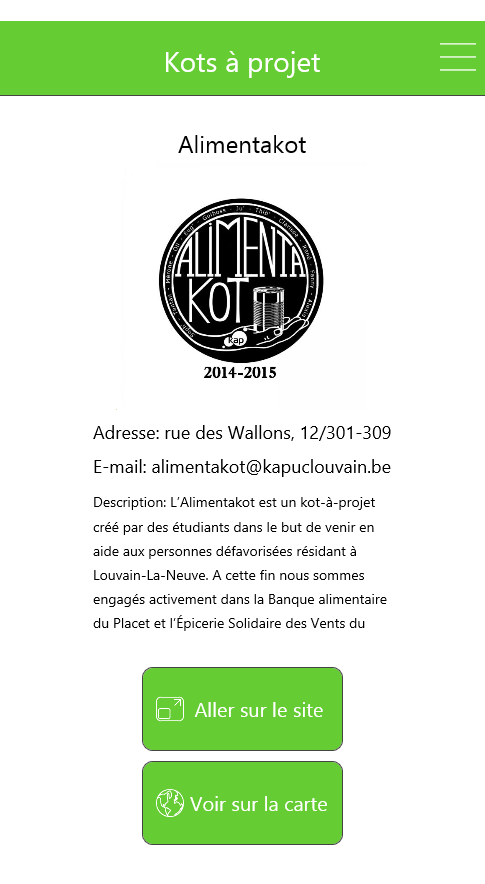 Kots à projet
Alimentakot
ALiMENTA
KOT
kap
2014-2015
Adresse: rue des Wallons, 12/301-309
E-mail: alimentakot@kapuclouvain.be
Description: L'Alimentakot est un kot-à-projet
créé par des étudiants dans le but de venir en
aide aux personnes défavorisées résidant à
Louvain-La-Neuve. A cette fin nous sommes
engagés activement dans la Banque alimentaire
du Placet et l'Épicerie Solidaire des Vents du
Aller sur le site
Voir sur la carte